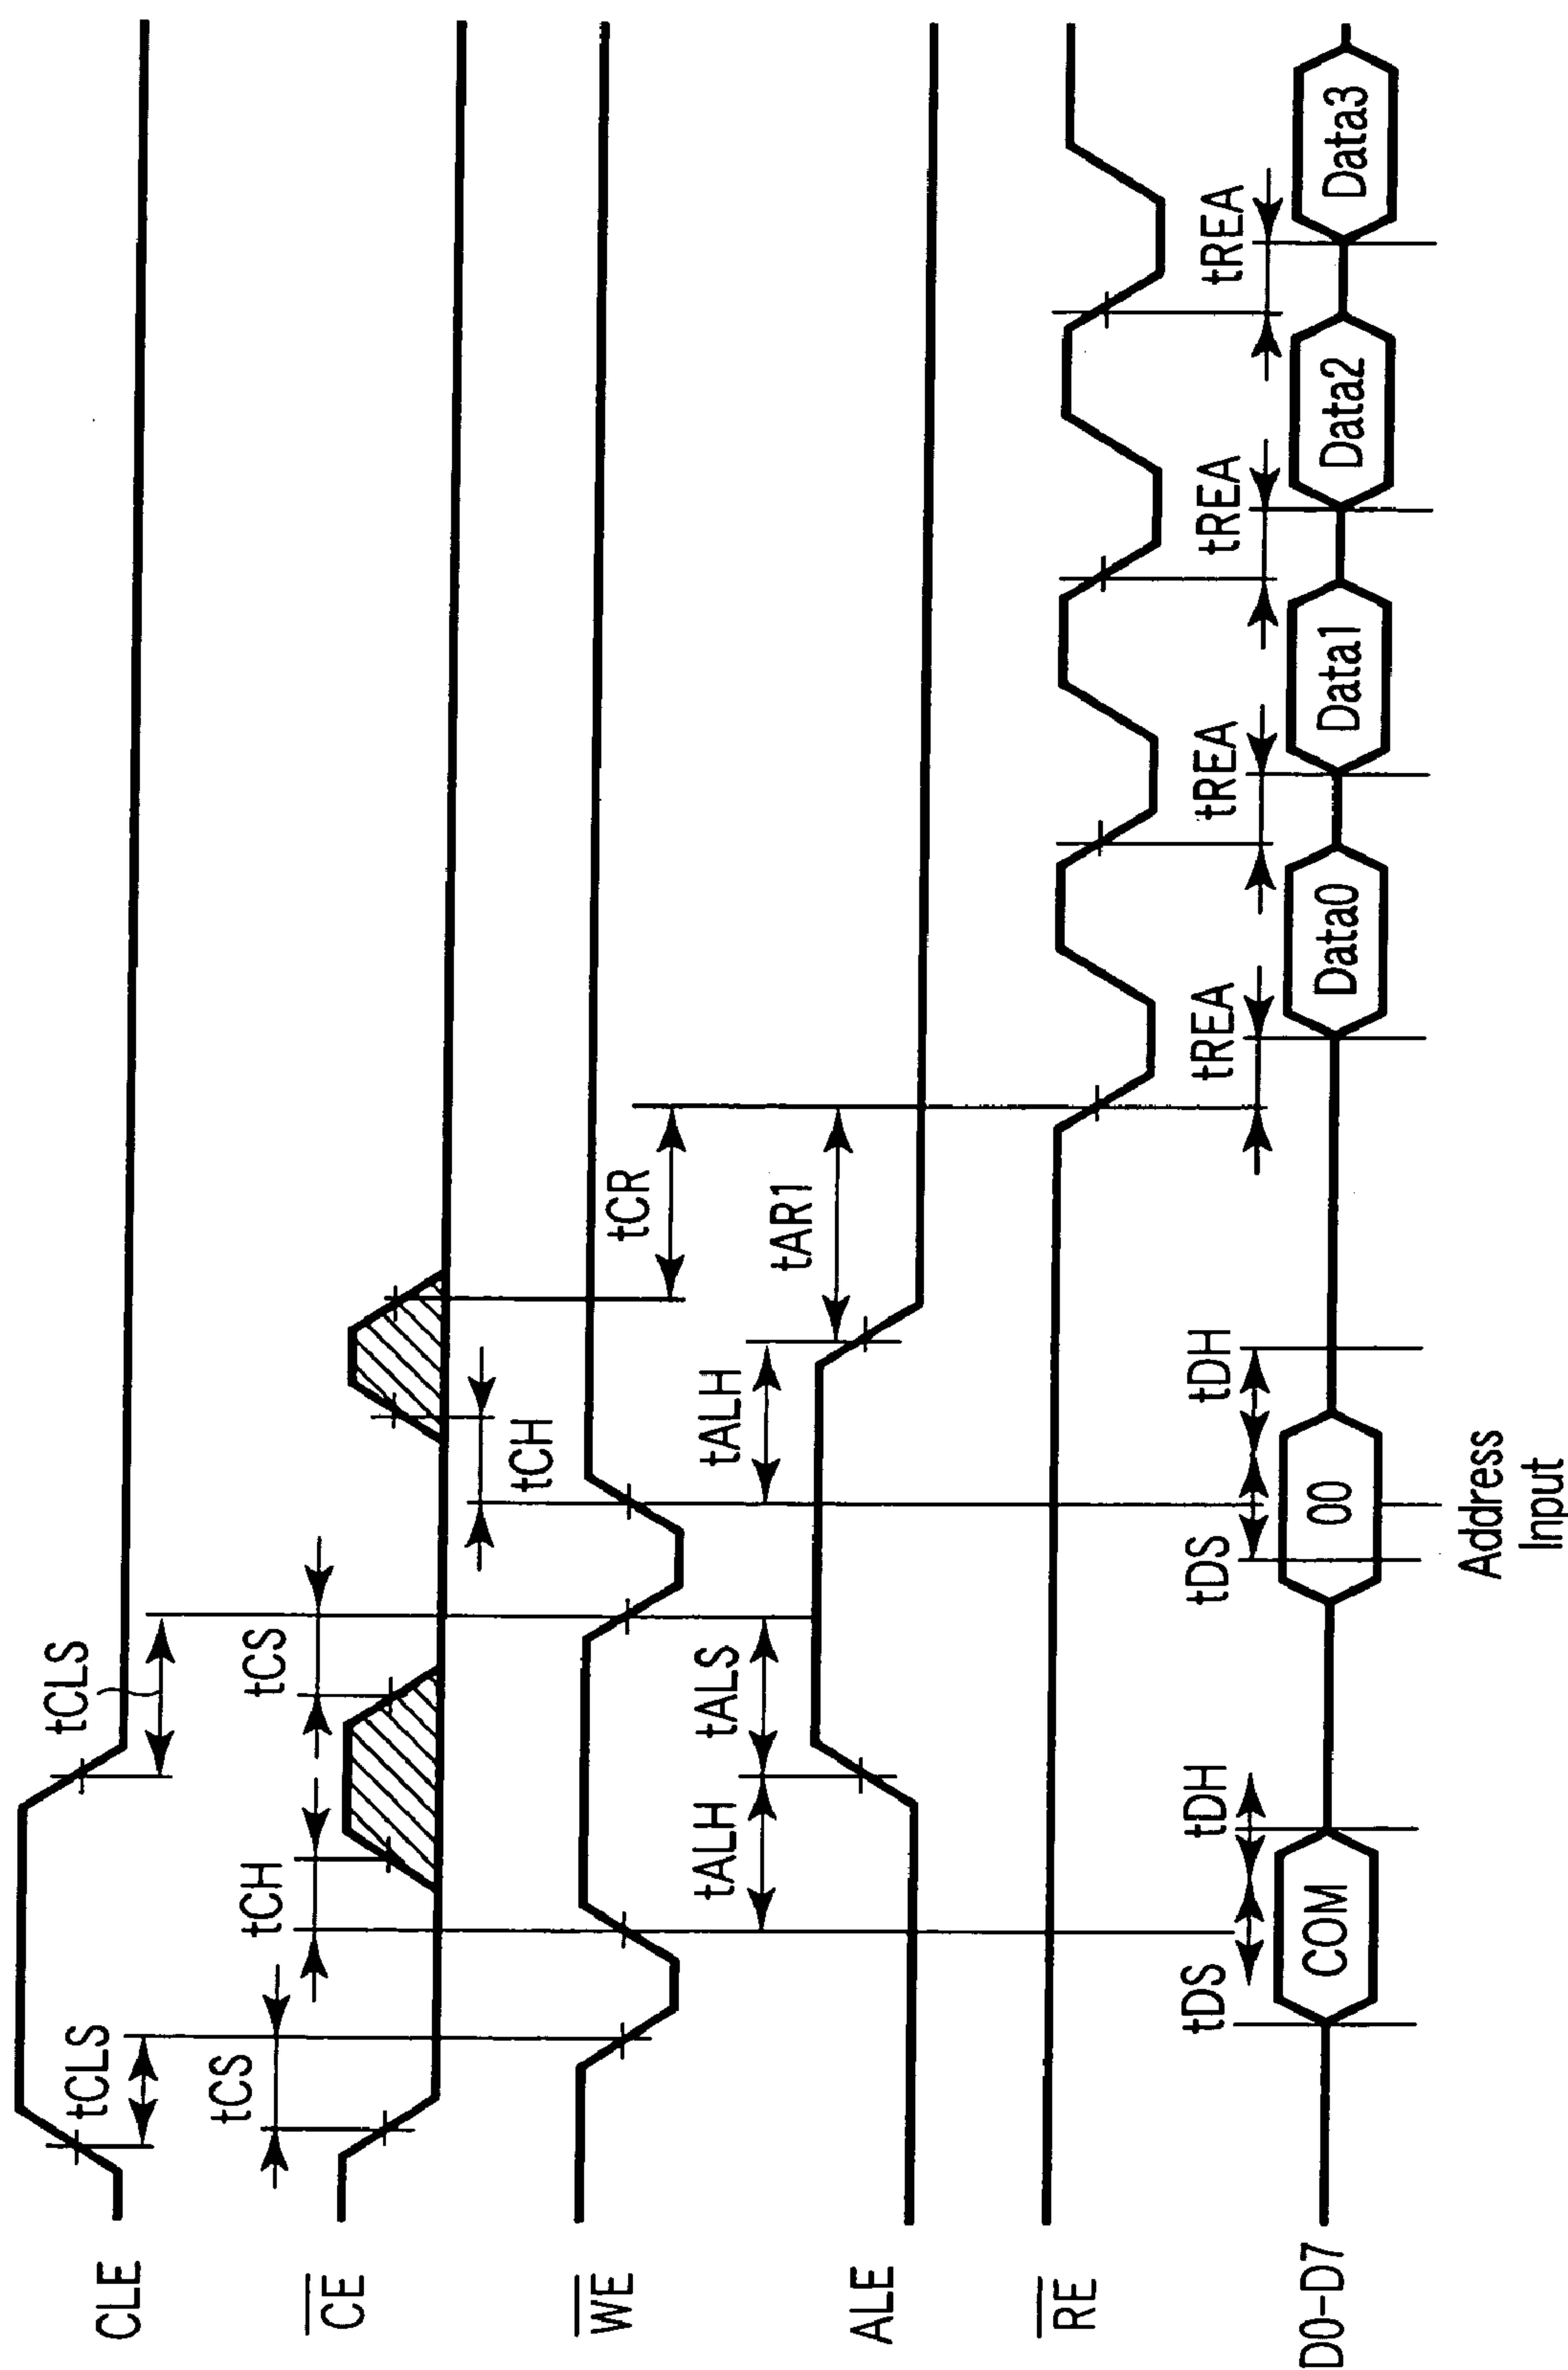 CLE
tCLS
tCLS
CE
tCS
tCH
tCS
tCH
tCR
WE
ALE
tALH
tALS
tALH
tAR1
RE
tREA
tREA
tREA
tREA
tDS
tDH
tDS
tDH
D0-D7
COM
00
Data0
Data1
Data2
Data3
Address
Input